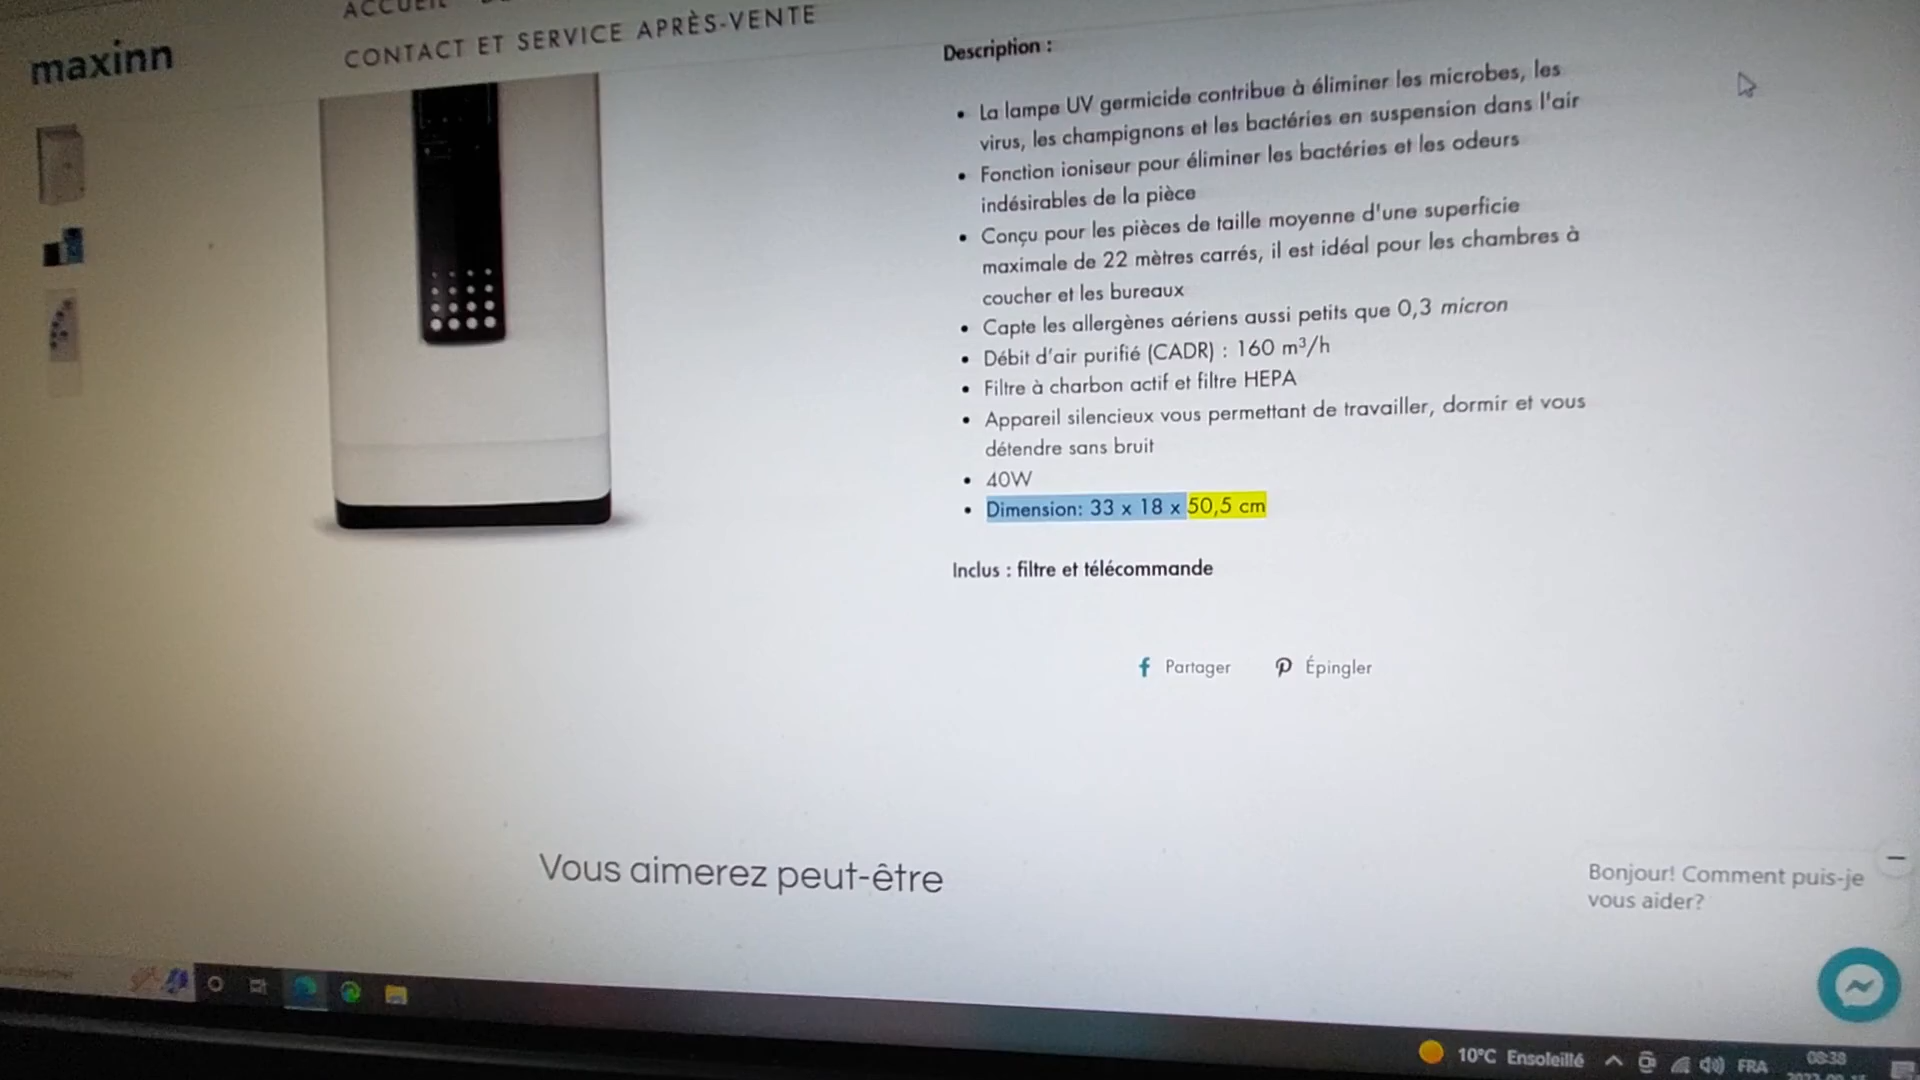 ACCUEIL
maxinn
CONTACT ET SERVICE APRÈS-VENTE
Description :
• La lampe UV germicide contribue à éliminer les microbes, les
virus, les champignons et les bactéries en suspension dans l'air
• Fonction ioniseur pour éliminer les bactéries et les odeurs
indésirables de la pièce
• Conçu pour les pièces de taille moyenne d'une superficie
maximale de 22 mètres carrés, il est idéal pour les chambres à
coucher et les bureaux
• Capte les allergènes aériens aussi petits que 0,3 micron
• Débit d'air purifié (CADR) : 160 m³/h
• Filtre à charbon actif et filtre HEPA
• Appareil silencieux vous permettant de travailler, dormir et vous
détendre sans bruit
• 40W
• Dimension: 33 x 18 x 50,5 cm
Inclus : filtre et télécommande
Partager Épingler
Vous aimerez peut-être
Bonjour! Comment puis-je
vous aider?
10°C Ensoleillé FRA 08:38